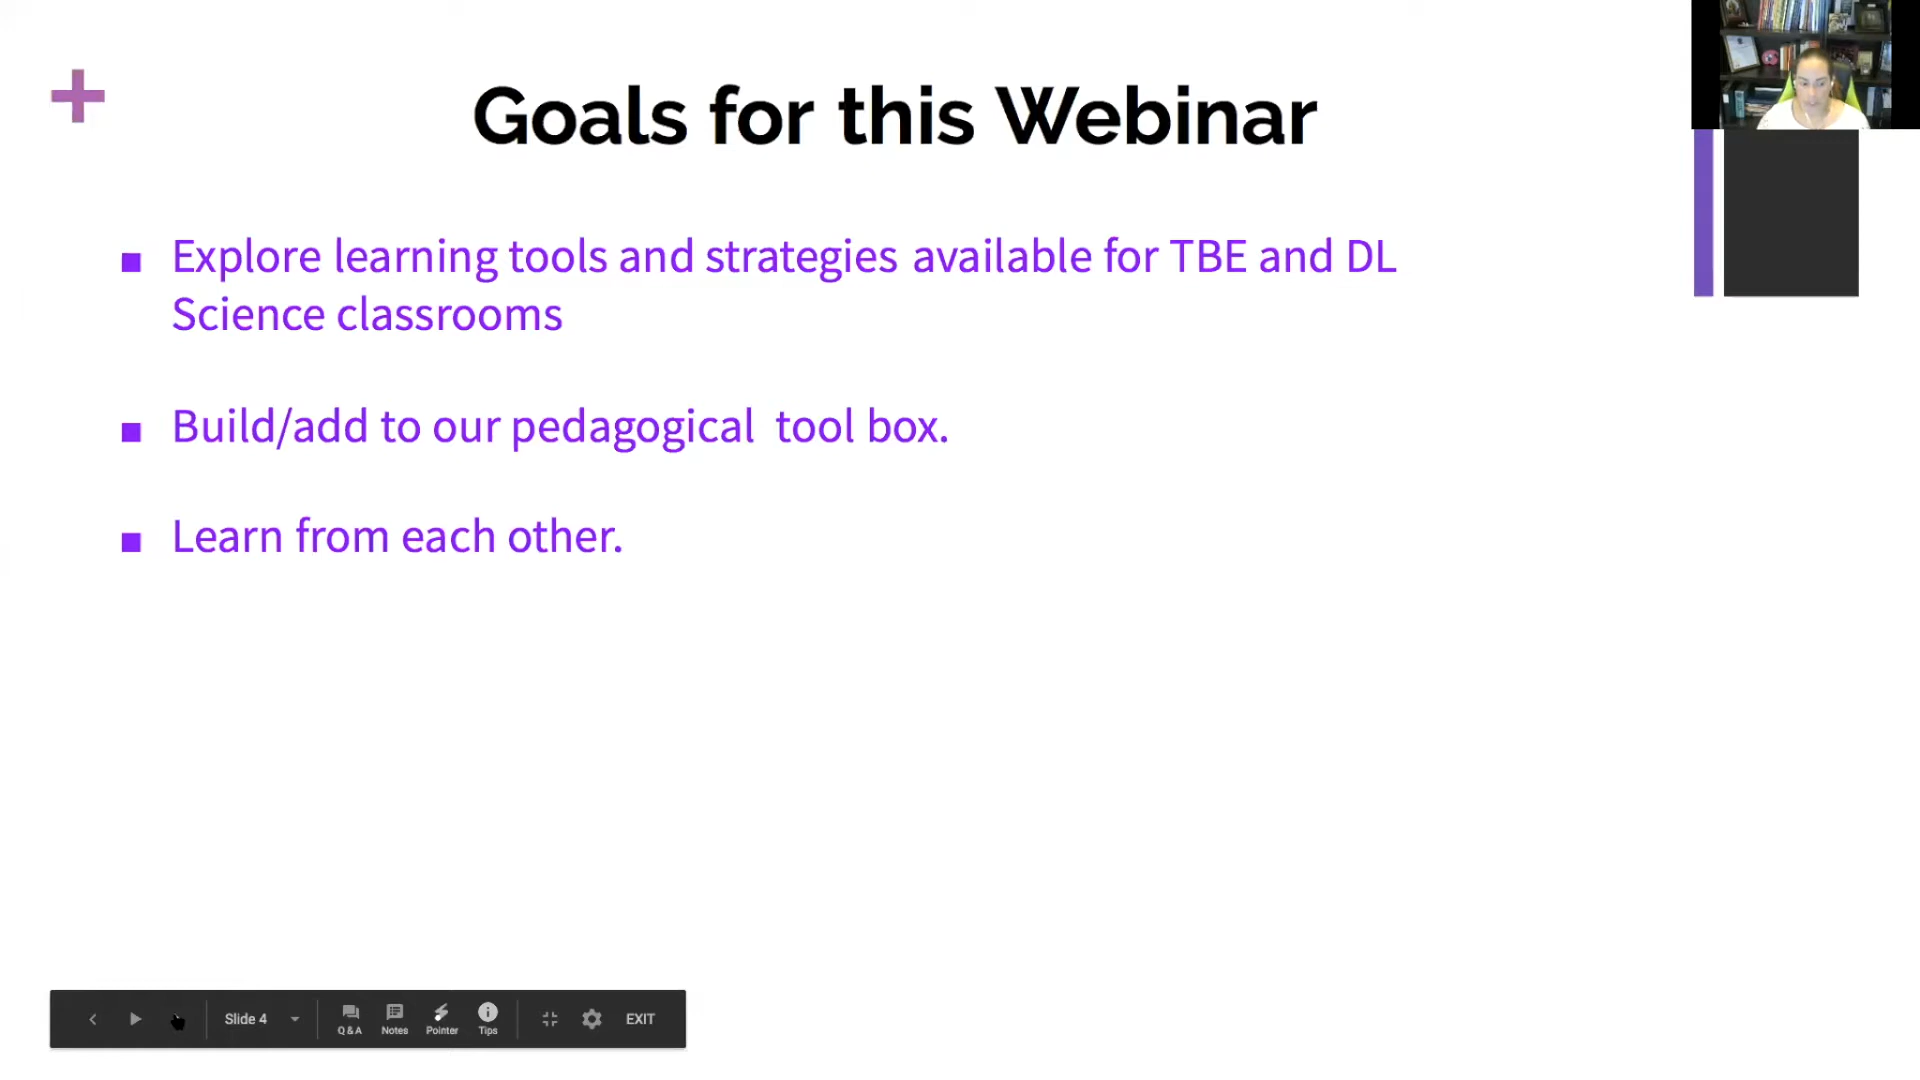 Goals for this Webinar
Explore learning tools and strategies available for TBE and DL
Science classrooms
Build/add to our pedagogical tool box.
Learn from each other.
Slide 4
Q & A
Notes
Pointer
Tips
EXIT